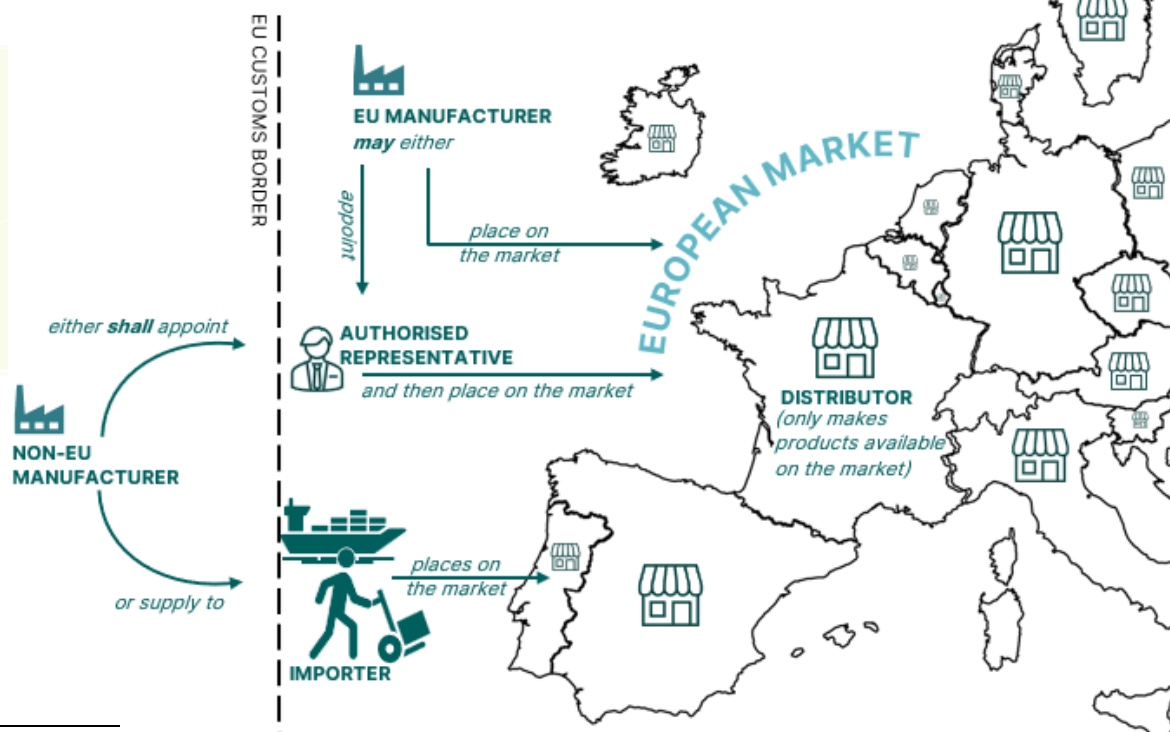 EU CUSTOMS BORDER
EU MANUFACTURER
may either
appoint
place on
the market
EUROPEAN MARKET
either shall appoint
AUTHORISED
REPRESENTATIVE
and then place on the market
NON-EU
MANUFACTURER
or supply to
places on
the market
IMPORTER
DISTRIBUTOR
(only makes
products available
on the market)